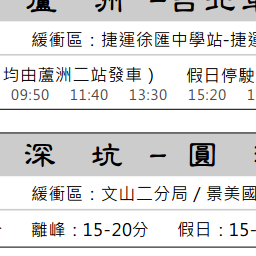 蘆 洲 - 台北
緩衝區：捷運徐匯中學站-捷運
均由蘆洲二站發車）　假日停駛
09:50 11:40 13:30 15:20 1
深 坑 - 圓
緩衝區：文山二分局／景美國
離峰：15-20分　假日：15-